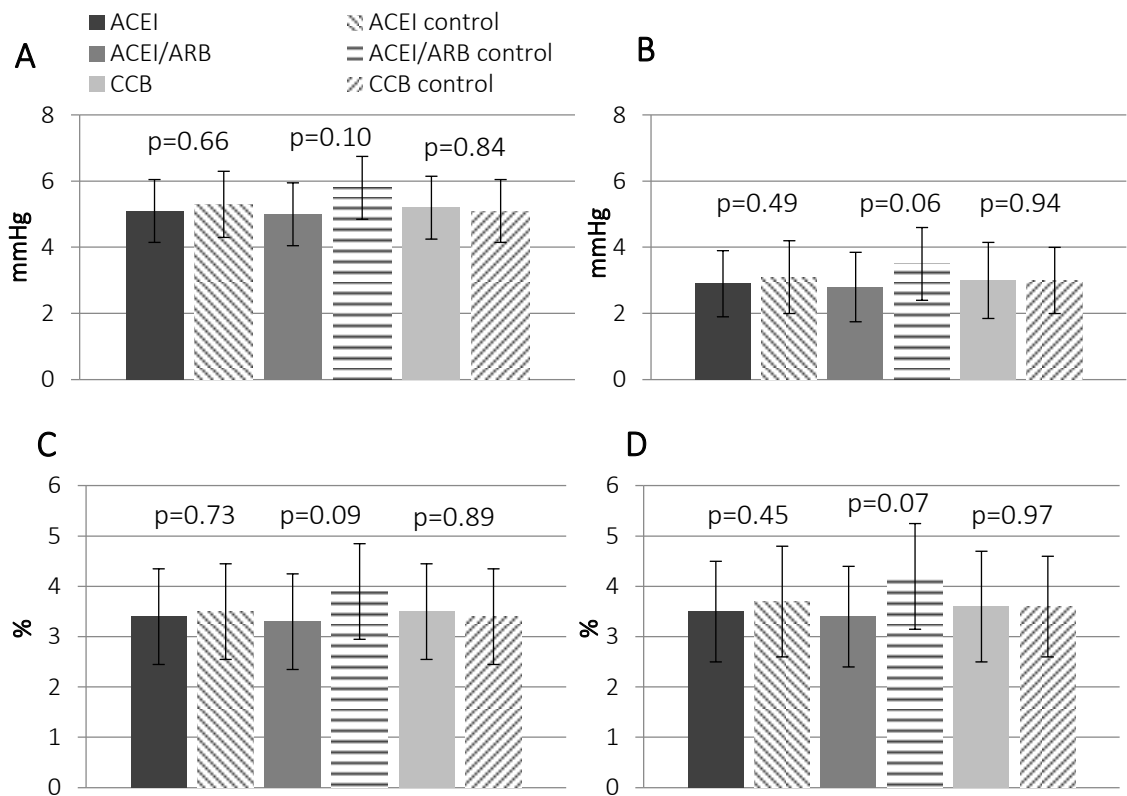 ACEI
ACEI control
ACEI/ARB
ACEI/ARB control
CCB
CCB control
A
mmHg
8
6
4
2
0
p=0.66
p=0.10
p=0.84
B
mmHg
8
6
4
2
0
p=0.49
p=0.06
p=0.94
C
%
6
5
4
3
2
1
0
p=0.73
p=0.09
p=0.89
D
%
6
5
4
3
2
1
0
p=0.45
p=0.07
p=0.97